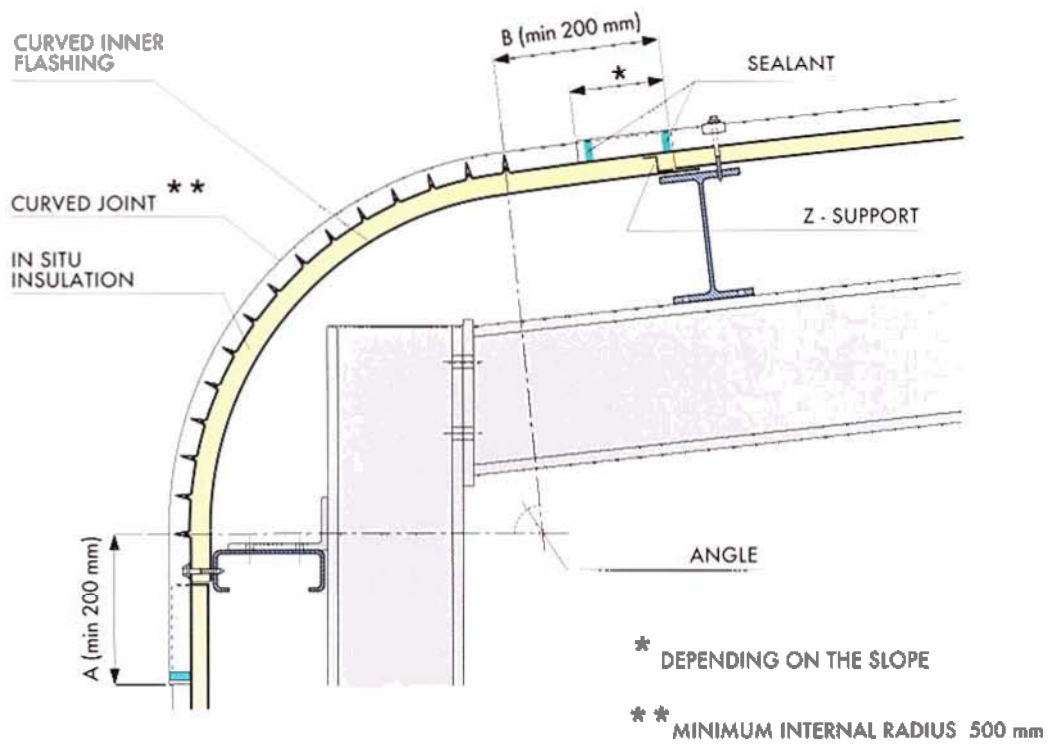 CURVED INNER
FLASHING
B (min 200 mm)
*
SEALANT
CURVED JOINT **
IN SITU
INSULATION
Z - SUPPORT
ANGLE
A (min 200 mm)
* DEPENDING ON THE SLOPE
** MINIMUM INTERNAL RADIUS 500 mm